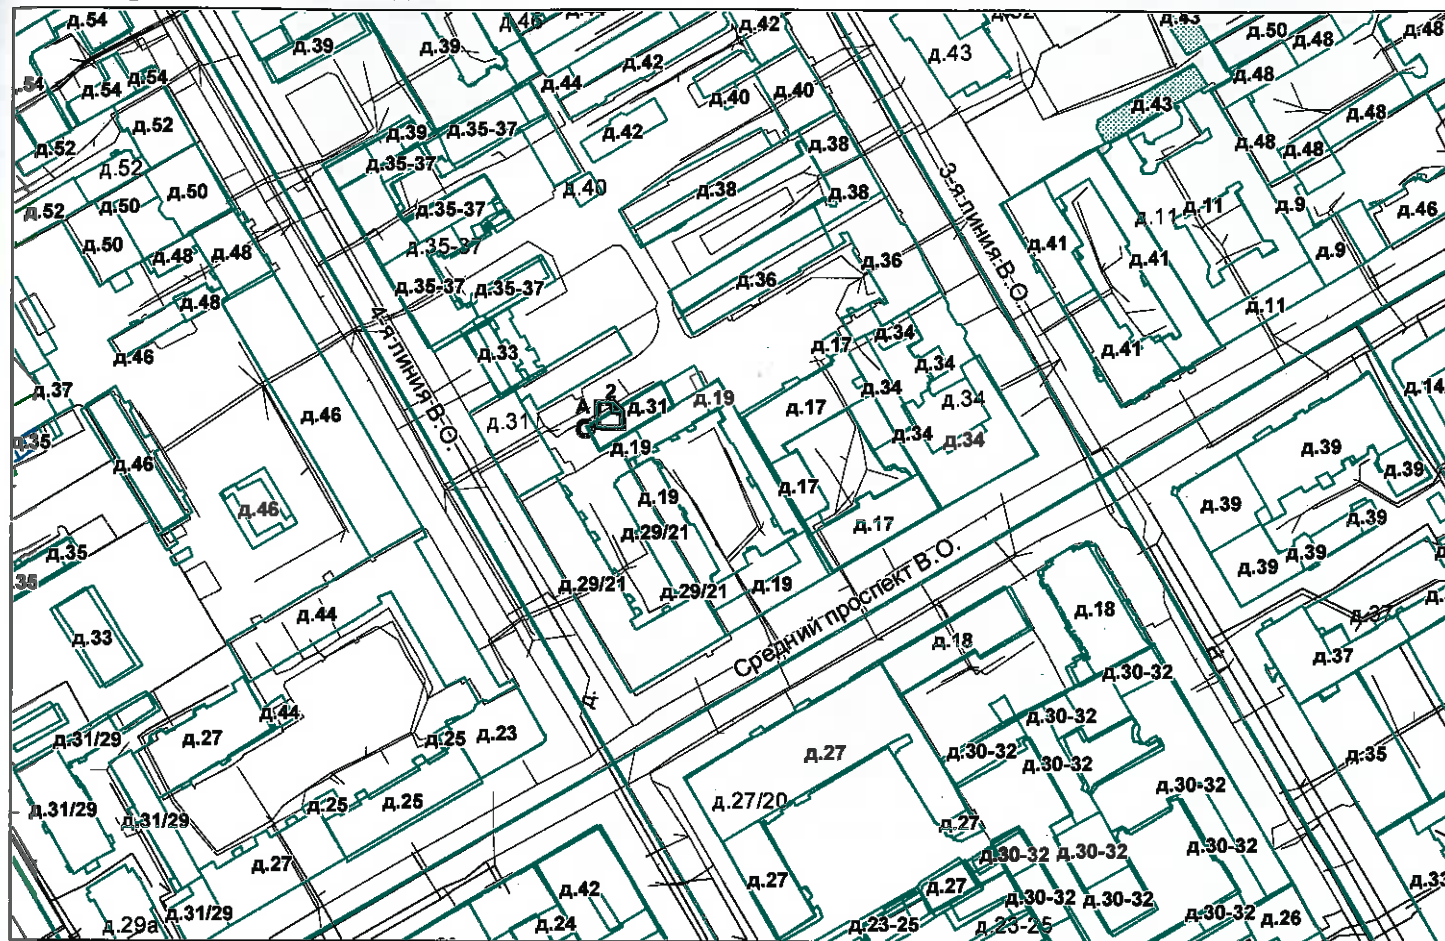 д.54
д.39
д.39
д.46
д.44
д.42
д.52
д.43
д.50
д.48
д.48
д.54
д.54
д.54
д.42
д.43
д.44
д.40
д.40
д.48
д.43
д.48
д.52
д.39
д.35-37
д.42
д.38
д.48
д.48
д.52
д.52
д.35-37
д.50
д.40
д.38
д.38
д.52
д.50
д.35-37
3-я линия В.О.
д.11
д.11
д.9
д.46
д.50
д.48
д.48
д.35-37
д.41
д.41
д.9
д.36
д.36
д.35-37
д.35-37
д.48
д.11
д.46
4-я линия В.О.
д.33
д.17
д.34
д.34
д.41
д.37
д.46
д.31
А
2
С
д.31
д.19
д.17
д.34
д.34
д.14
д.35
д.46
д.19
д.34
д.34
д.39
д.39
д.46
д.19
д.17
д.39
д.39
д.35
д.29/21
д.17
д.39
д.39
.35
д.29/21
д.29/21
д.19
Средний проспект В.О.
д.33
д.44
д.18
д.18
д.37
д.37
д.30-32
д.44
д.
д.31/29
д.27
д.25
д.23
д.27
д.30-32
д.30-32
д.30-32
д.35
д.31/29
д.31/29
д.25
д.25
д.27/20
д.27
д.30-32
д.27
д.30-32
д.30-32
д.30-32
д.27
д.27
д.42
д.30-32
д.30-32
д.33
д.29а
д.31/29
д.24
д.23-25
д.23-25
д.30-32
д.26